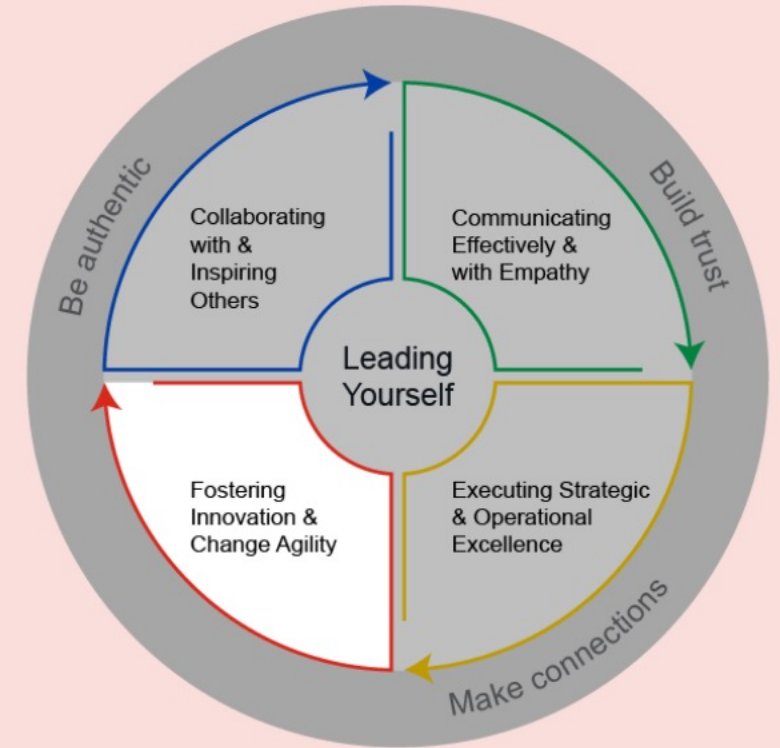 Be authentic
Build trust
Collaborating
with &
Inspiring
Others
Communicating
Effectively &
with Empathy
Leading
Yourself
Fostering
Innovation &
Change Agility
Executing Strategic
& Operational
Excellence
Make connections